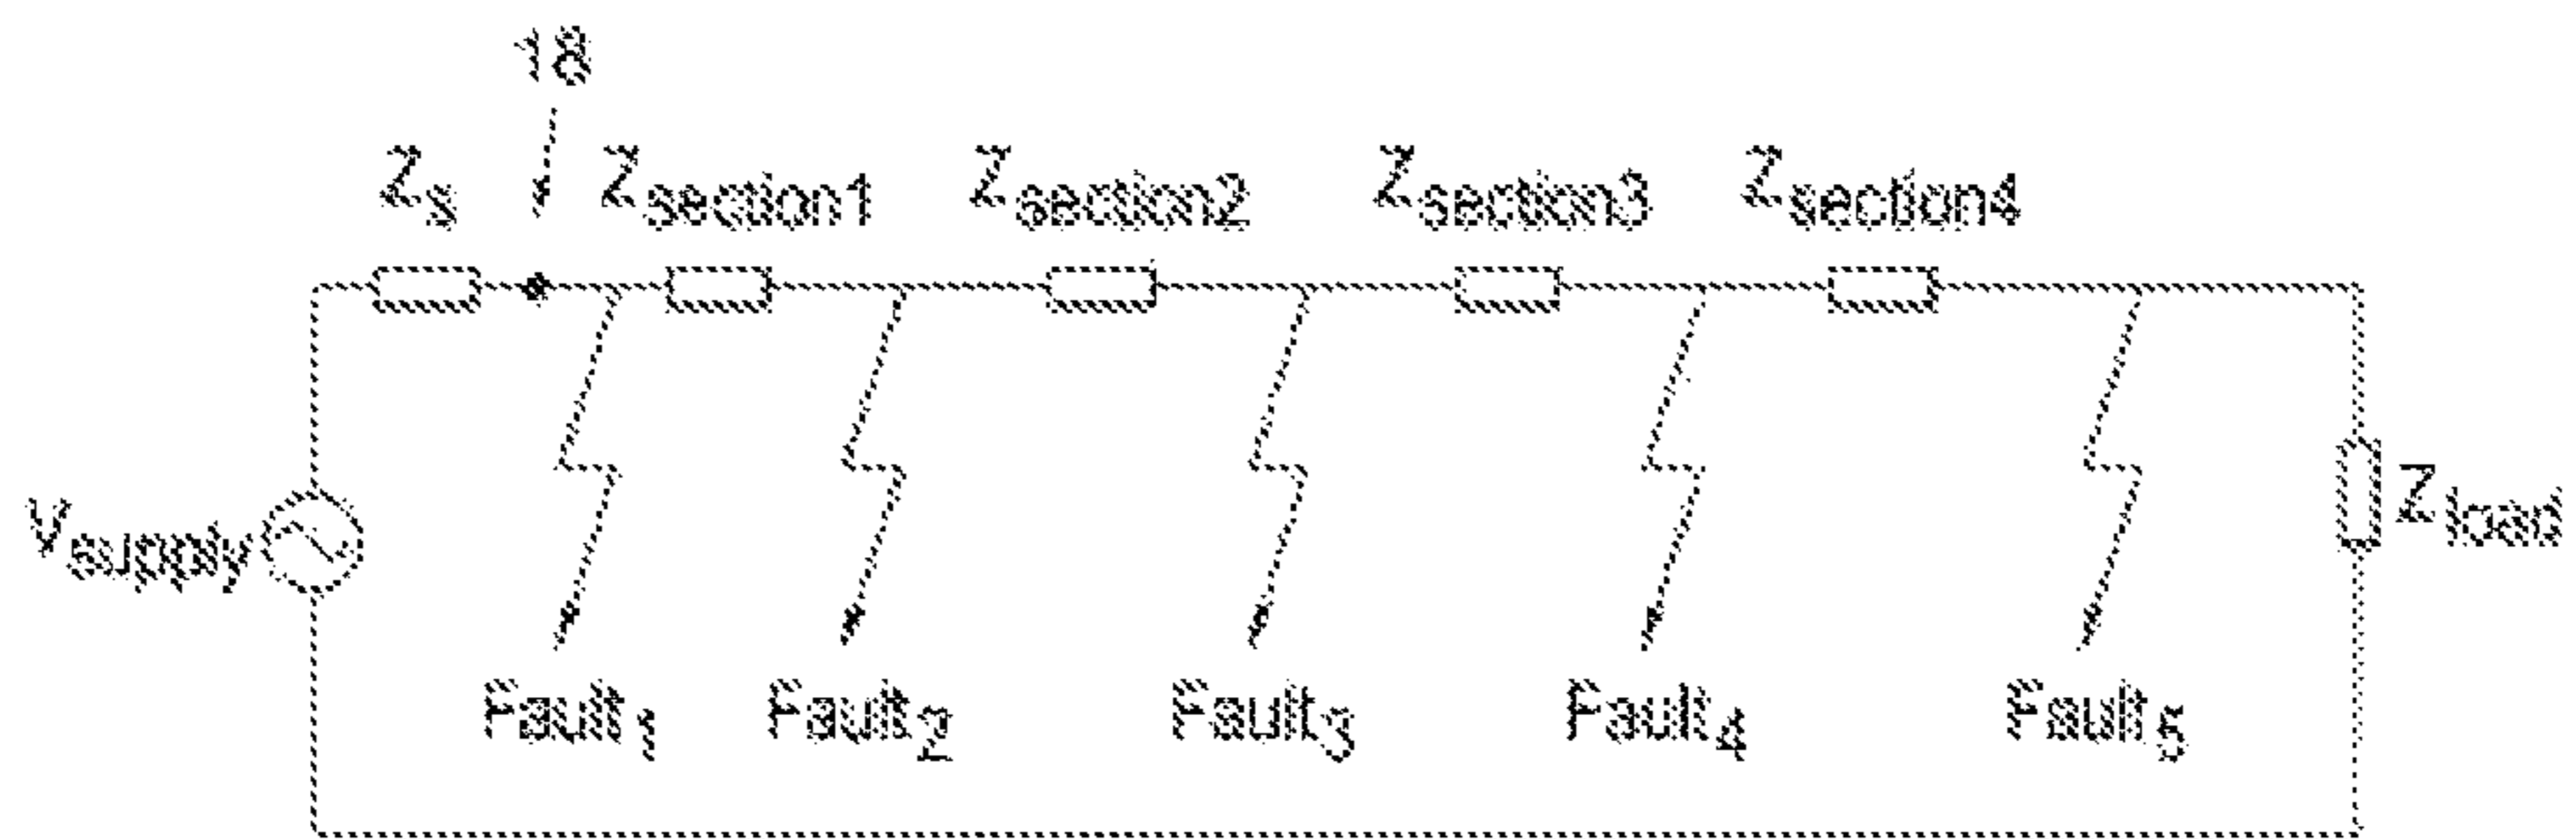 18
Zs Zsection1 Zsection2 Zsection3 Zsection4
Vsupply Zload
Fault1 Fault2 Fault3 Fault4 Fault5